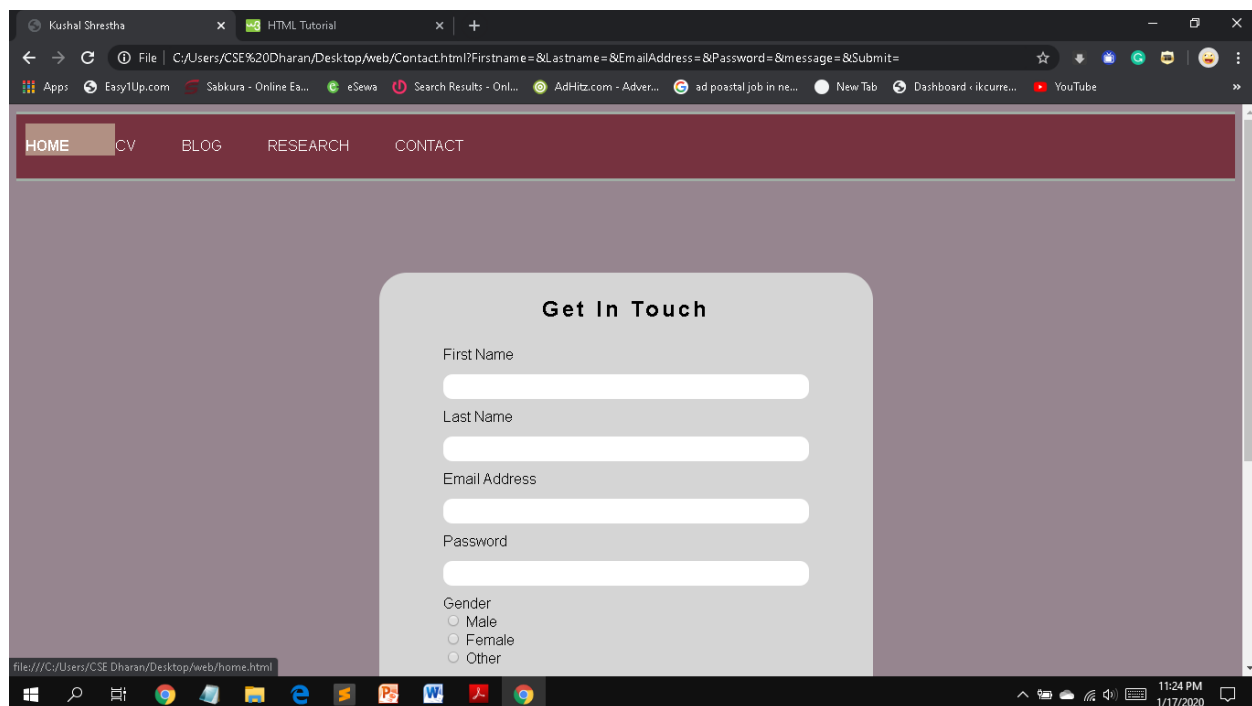 Kushal Shrestha HTML Tutorial
File C:/Users/CSE%20Dharan/Desktop/web/Contact.html?Firstname=&Lastname=&EmailAddress=&Password=&message=&Submit=
Apps Easy1Up.com Sabkura - Online Ea... eSewa Search Results - Onl... AdHitz.com - Adver... ad poastal job in ne... New Tab Dashboard ‹ ikcurre... YouTube »
HOME CV BLOG RESEARCH CONTACT
Get In Touch
First Name
Last Name
Email Address
Password
Gender
Male
Female
Other
file:///C:/Users/CSE Dharan/Desktop/web/home.html
11:24 PM
1/17/2020